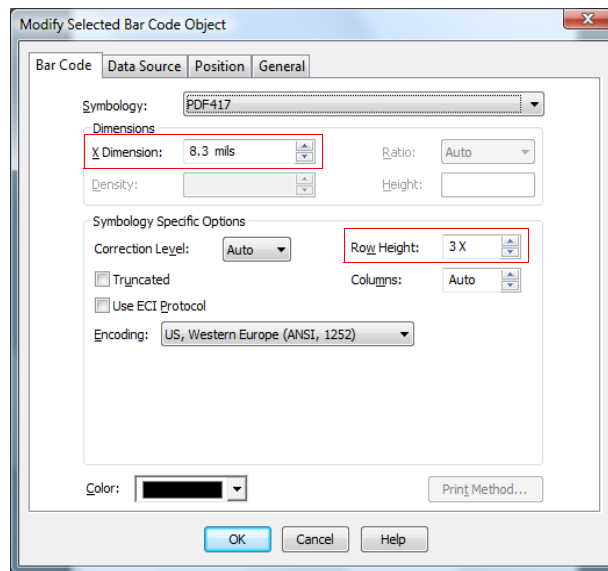 Modify Selected Bar Code Object
Bar Code Data Source Position General
Symbology: PDF417
Dimensions
X Dimension: 8.3 mils Ratio: Auto
Density: Height:
Symbology Specific Options
Correction Level: Auto Row Height: 3 X
Truncated Columns: Auto
Use ECI Protocol
Encoding: US, Western Europe (ANSI, 1252)
Color: Print Method...
OK Cancel Help